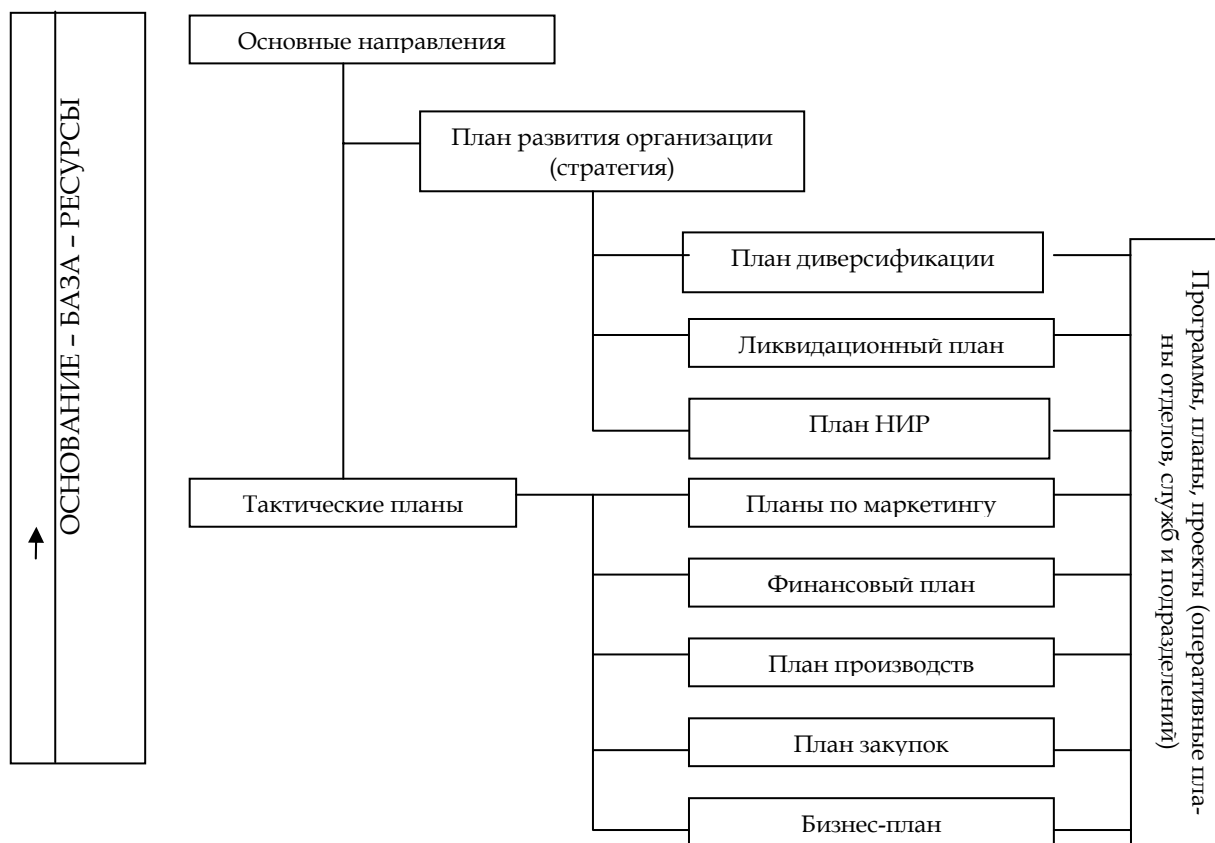 ОСНОВАНИЕ – БАЗА – РЕСУРСЫ
Основные направления
План развития организации
(стратегия)
План диверсификации
Ликвидационный план
План НИР
Тактические планы
Планы по маркетингу
Финансовый план
План производств
План закупок
Бизнес-план
Программы, планы, проекты (оперативные пла-
ны отделов, служб и подразделений)